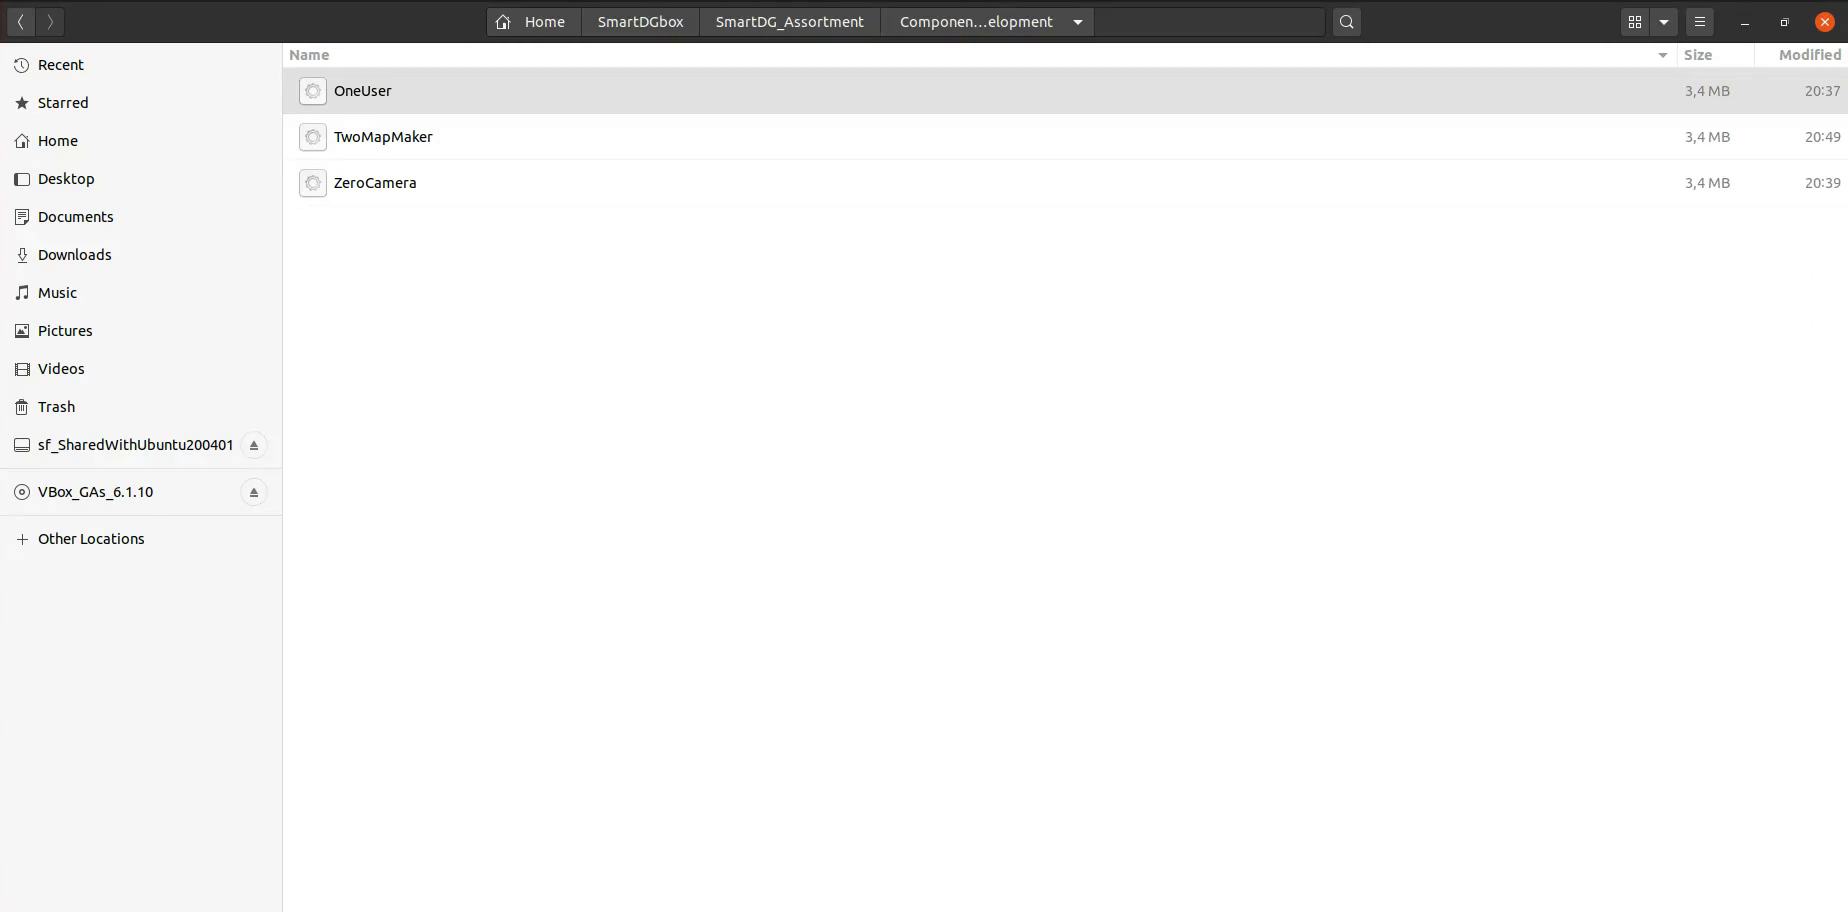 Home SmartDGbox SmartDG_Assortment Componen...elopment
Name Size Modified
Recent
Starred
Home
Desktop
Documents
Downloads
Music
Pictures
Videos
Trash
sf_SharedWithUbuntu200401
VBox_GAs_6.1.10
Other Locations
OneUser 3,4 MB 20:37
TwoMapMaker 3,4 MB 20:49
ZeroCamera 3,4 MB 20:39